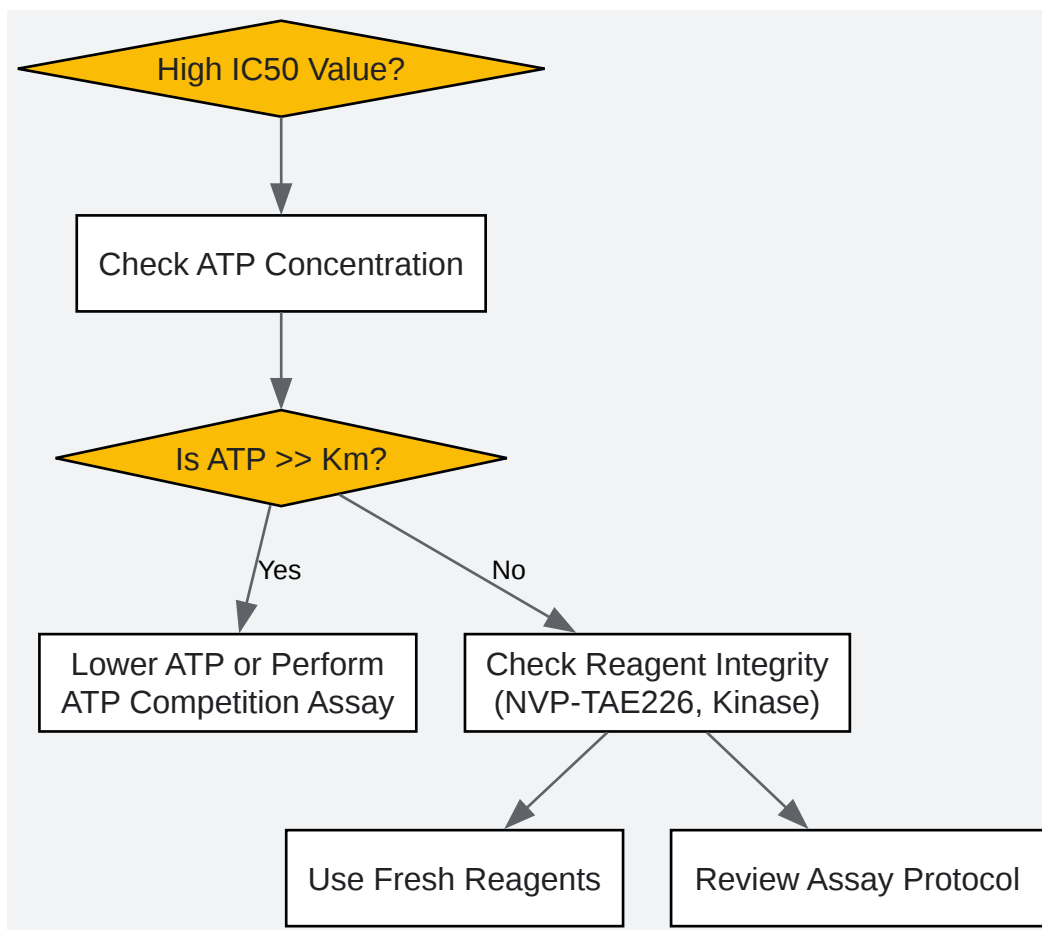 High IC50 Value?
Check ATP Concentration
Is ATP >> Km?
Yes
No
Lower ATP or Perform
ATP Competition Assay
Check Reagent Integrity
(NVP-TAE226, Kinase)
Use Fresh Reagents
Review Assay Protocol